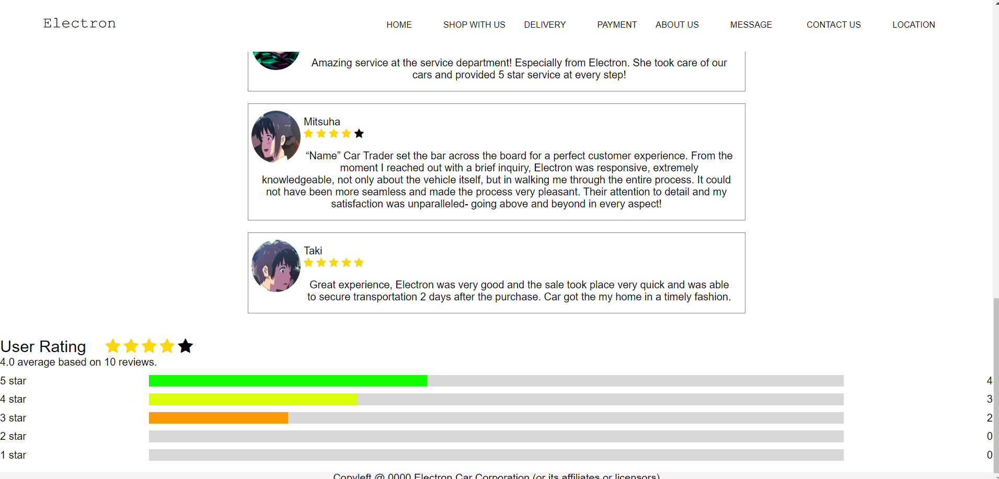 Electron
HOME SHOP WITH US DELIVERY PAYMENT ABOUT US MESSAGE CONTACT US LOCATION
Amazing service at the service department! Especially from Electron. She took care of our
cars and provided 5 star service at every step!
Mitsuha
“Name” Car Trader set the bar across the board for a perfect customer experience. From the
moment I reached out with a brief inquiry, Electron was responsive, extremely
knowledgeable, not only about the vehicle itself, but in walking me through the entire process. It could
not have been more seamless and made the process very pleasant. Their attention to detail and my
satisfaction was unparalleled- going above and beyond in every aspect!
Taki
Great experience, Electron was very good and the sale took place very quick and was able
to secure transportation 2 days after the purchase. Car got the my home in a timely fashion.
User Rating
4.0 average based on 10 reviews.
5 star 4
4 star 3
3 star 2
2 star 0
1 star 0
Copyleft @ 0000 Electron Car Corporation (or its affiliates or licensors)